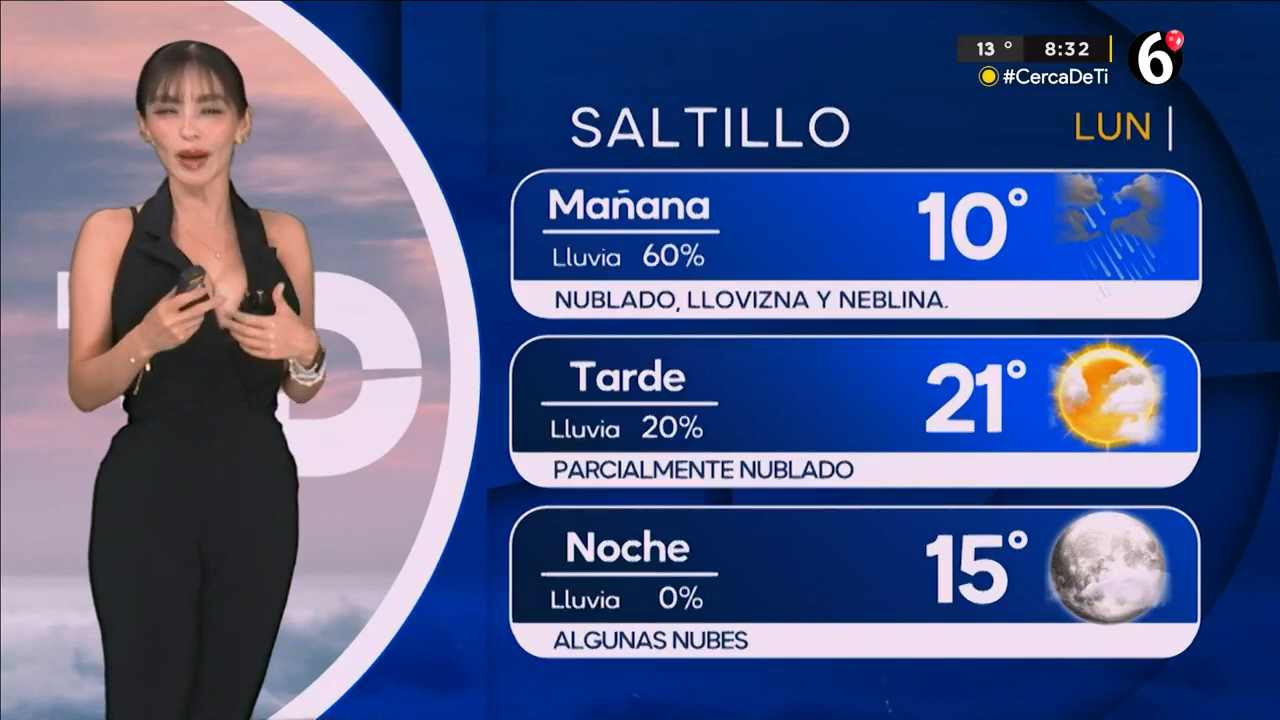 13 ° 8:32
6
#CercaDeTi
SALTILLO LUN
Mañana 10°
Lluvia 60%
NUBLADO, LLOVIZNA Y NEBLINA.
Tarde 21°
Lluvia 20%
PARCIALMENTE NUBLADO
Noche 15°
Lluvia 0%
ALGUNAS NUBES